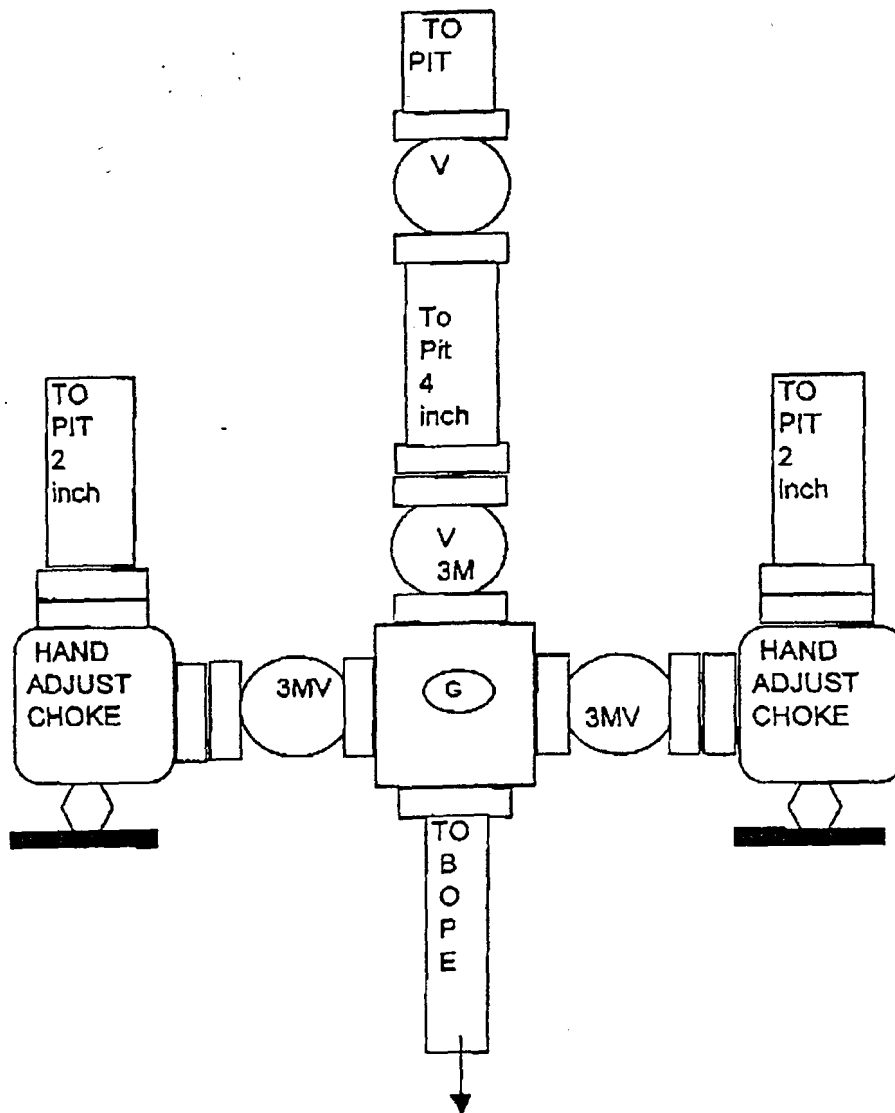 TO
PIT
V
To
Pit
4
inch
TO
PIT
2
inch
TO
PIT
2
inch
V
3M
HAND
ADJUST
CHOKE
3MV
G
3MV
HAND
ADJUST
CHOKE
TO
B
O
P
E